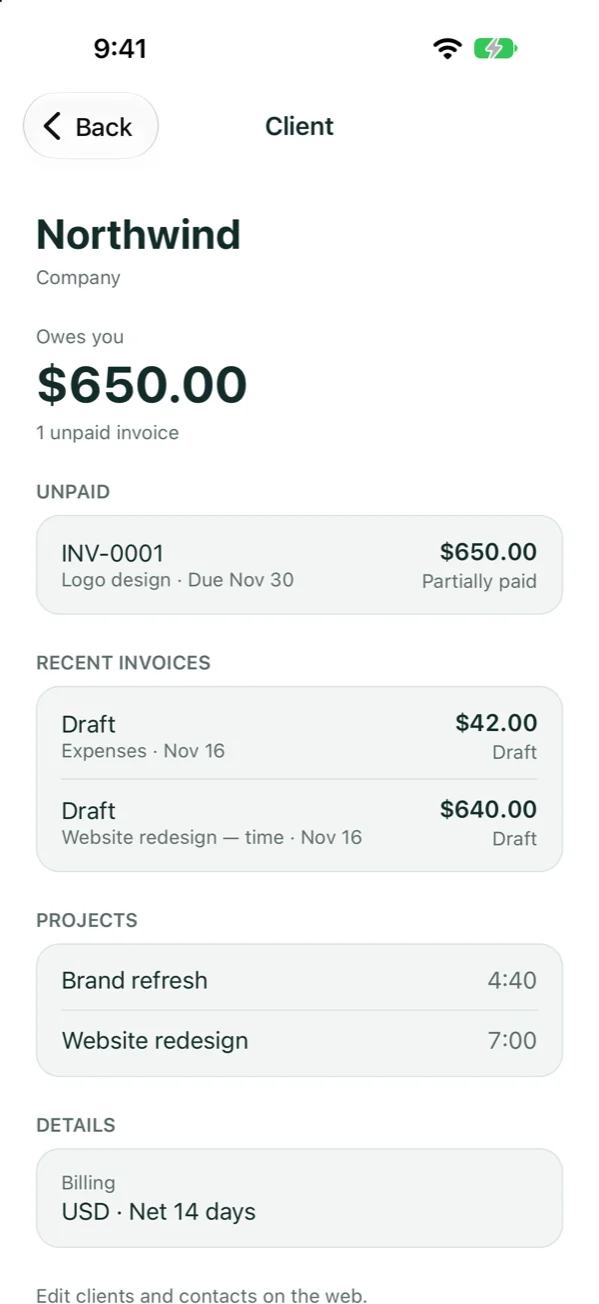 9:41
Back
Client
Northwind
Company
Owes you
$650.00
1 unpaid invoice
UNPAID
INV-0001 $650.00
Logo design · Due Nov 30 Partially paid
RECENT INVOICES
Draft $42.00
Expenses · Nov 16 Draft
Draft $640.00
Website redesign — time · Nov 16 Draft
PROJECTS
Brand refresh 4:40
Website redesign 7:00
DETAILS
Billing
USD · Net 14 days
Edit clients and contacts on the web.